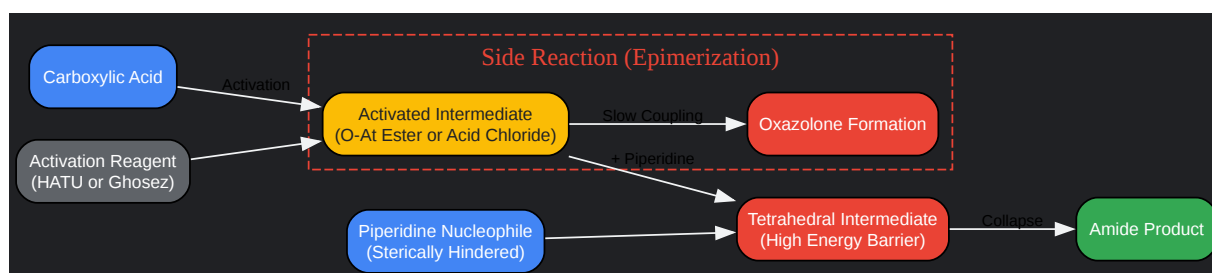 Side Reaction (Epimerization)
Carboxylic Acid
Activation
Activation Reagent
(HATU or Ghosez)
Activated Intermediate
(O-At Ester or Acid Chloride)
Slow Coupling
Oxazolone Formation
+ Piperidine
Piperidine Nucleophile
(Sterically Hindered)
Tetrahedral Intermediate
(High Energy Barrier)
Collapse
Amide Product